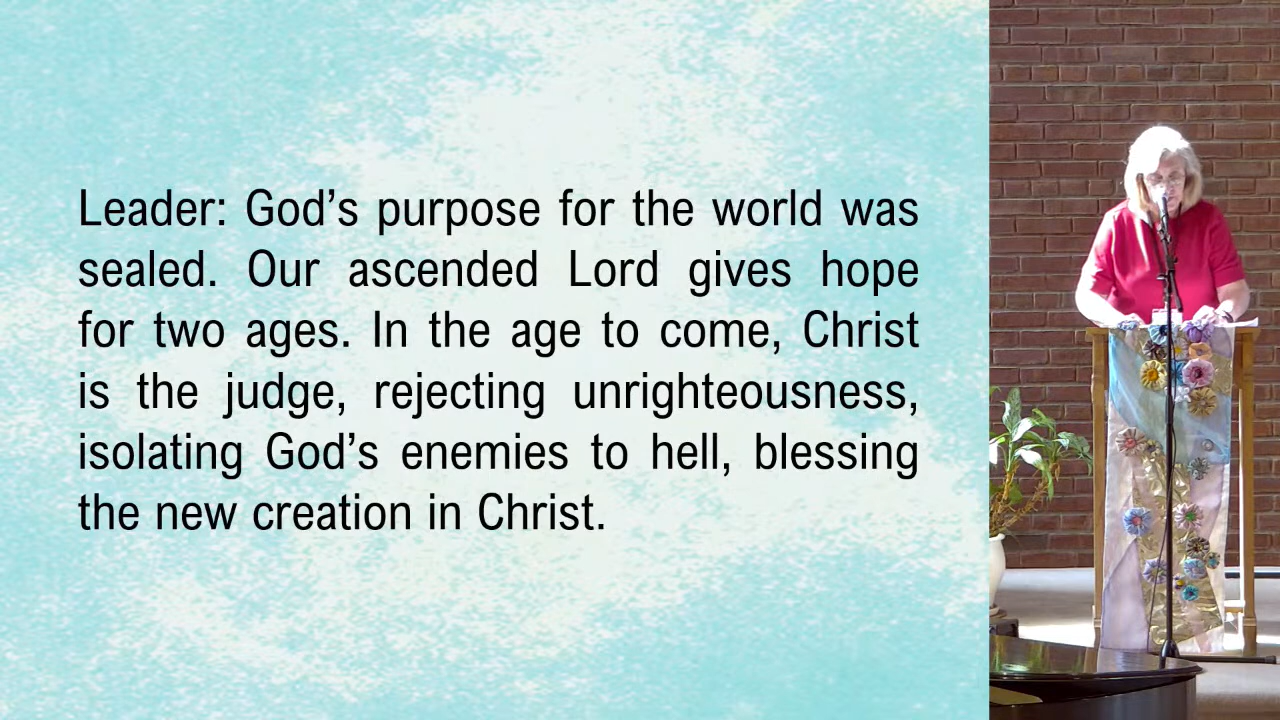 Leader: God’s purpose for the world was
sealed. Our ascended Lord gives hope
for two ages. In the age to come, Christ
is the judge, rejecting unrighteousness,
isolating God’s enemies to hell, blessing
the new creation in Christ.